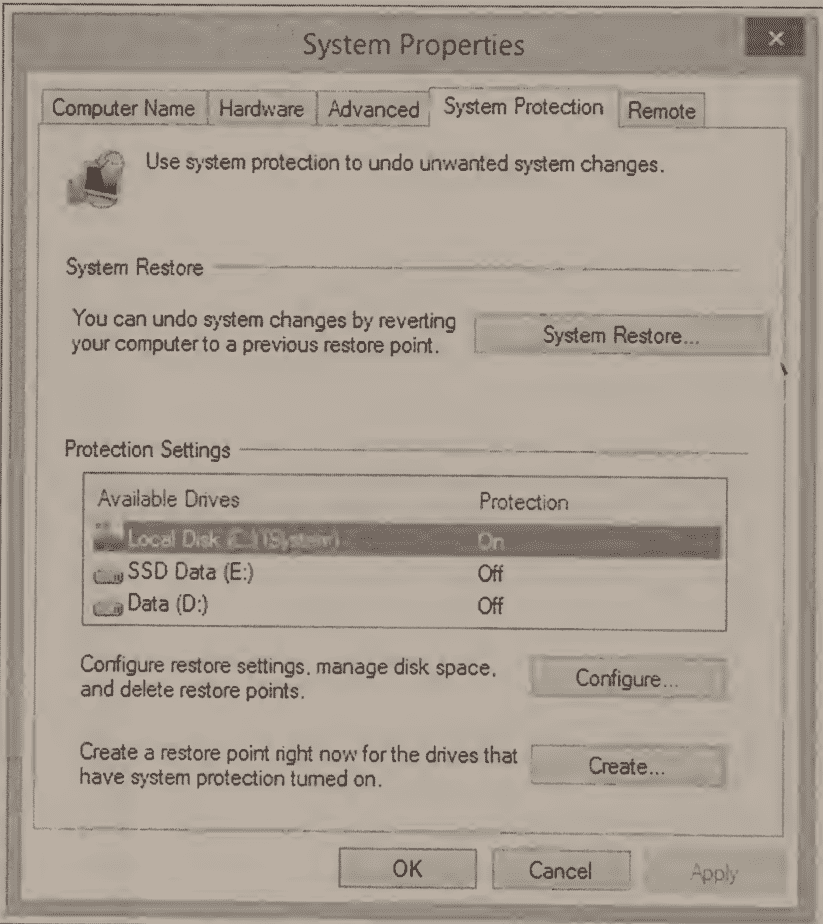 System Properties
Computer Name Hardware Advanced System Protection Remote
Use system protection to undo unwanted system changes.
System Restore
You can undo system changes by reverting
your computer to a previous restore point.
System Restore...
Protection Settings
Available Drives Protection
Local Disk (C:) (System) On
SSD Data (E:) Off
Data (D:) Off
Configure restore settings, manage disk space,
and delete restore points.
Configure...
Create a restore point right now for the drives that
have system protection turned on.
Create...
OK Cancel Apply